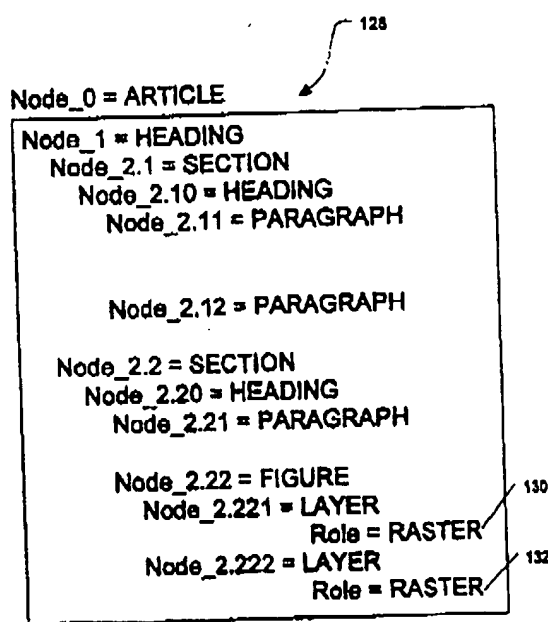 128
Node_0 = ARTICLE
Node_1 = HEADING
Node_2.1 = SECTION
Node_2.10 = HEADING
Node_2.11 = PARAGRAPH
Node_2.12 = PARAGRAPH
Node_2.2 = SECTION
Node_2.20 = HEADING
Node_2.21 = PARAGRAPH
Node_2.22 = FIGURE
Node_2.221 = LAYER
Role = RASTER 130
Node_2.222 = LAYER
Role = RASTER 132